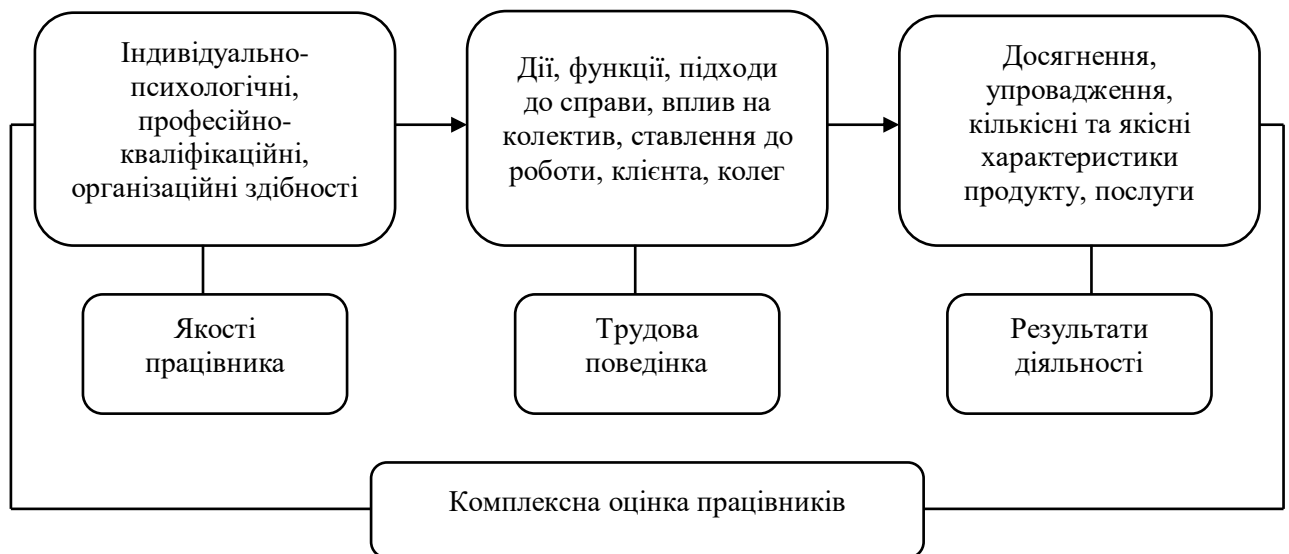 Індивідуально-
психологічні,
професійно-
кваліфікаційні,
організаційні здібності
Дії, функції, підходи
до справи, вплив на
колектив, ставлення до
роботи, клієнта, колег
Досягнення,
упровадження,
кількісні та якісні
характеристики
продукту, послуги
Якості
працівника
Трудова
поведінка
Результати
діяльності
Комплексна оцінка працівників